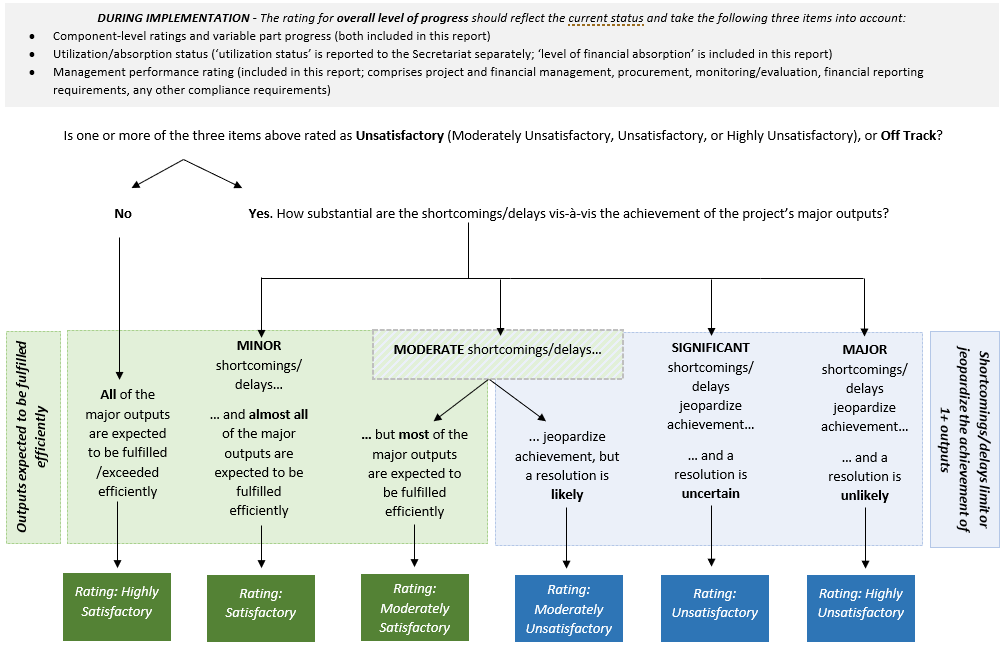 DURING IMPLEMENTATION - The rating for overall level of progress should reflect the current status and take the following three items into account:
• Component-level ratings and variable part progress (both included in this report)
• Utilization/absorption status (‘utilization status’ is reported to the Secretariat separately; ‘level of financial absorption’ is included in this report)
• Management performance rating (included in this report; comprises project and financial management, procurement, monitoring/evaluation, financial reporting
requirements, any other compliance requirements)
Is one or more of the three items above rated as Unsatisfactory (Moderately Unsatisfactory, Unsatisfactory, or Highly Unsatisfactory), or Off Track?
No
Yes. How substantial are the shortcomings/delays vis-à-vis the achievement of the project’s major outputs?
Outputs expected to be fulfilled
efficiently
All of the
major outputs
are expected
to be fulfilled
/exceeded
efficiently
MINOR
shortcomings/
delays...
... and almost all
of the major
outputs are
expected to be
fulfilled
efficiently
MODERATE shortcomings/delays...
... but most of the
major outputs
are expected to
be fulfilled
efficiently
... jeopardize
achievement, but
a resolution is
likely
SIGNIFICANT
shortcomings/
delays
jeopardize
achievement...
... and a
resolution is
uncertain
MAJOR
shortcomings/
delays
jeopardize
achievement...
... and a
resolution is
unlikely
Shortcomings/delays limit or
jeopardize the achievement of
1+ outputs
Rating: Highly
Satisfactory
Rating:
Satisfactory
Rating:
Moderately
Satisfactory
Rating:
Moderately
Unsatisfactory
Rating:
Unsatisfactory
Rating: Highly
Unsatisfactory